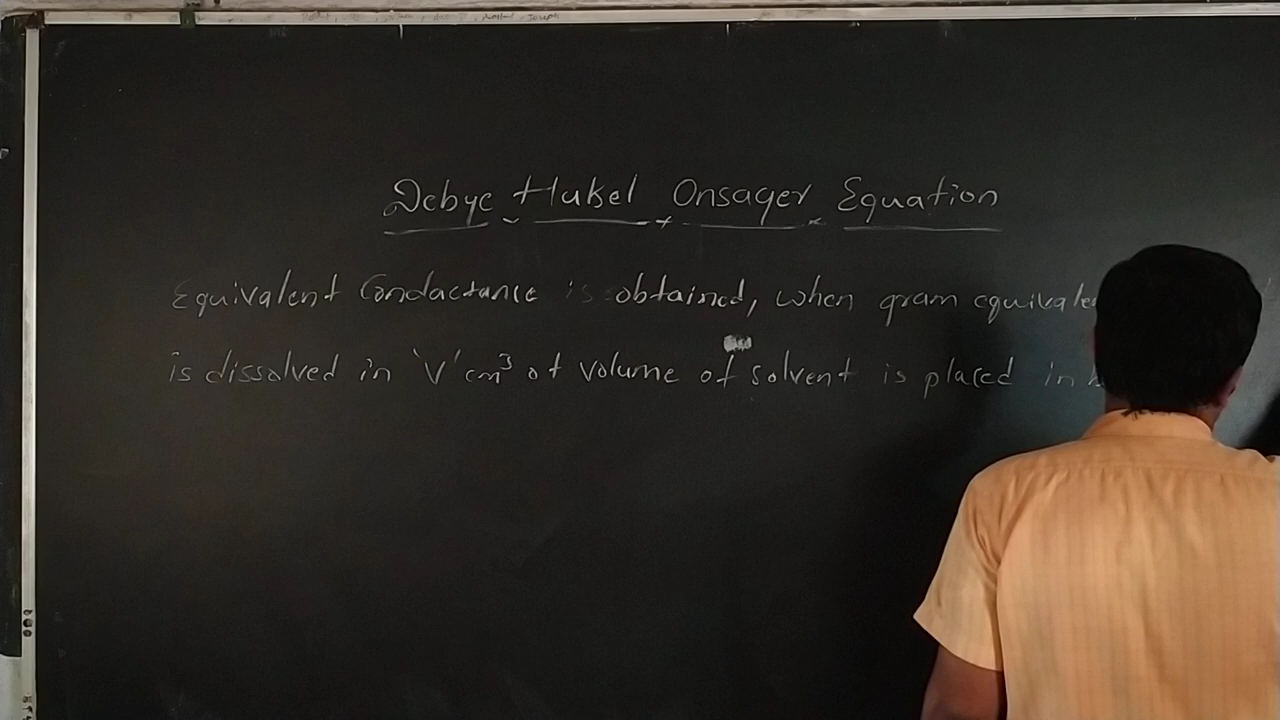 Debye Hukel Onsager Equation
Equivalent Conductance is obtained, when gram equivale
is dissolved in 'V' cm³ of volume of solvent is placed in